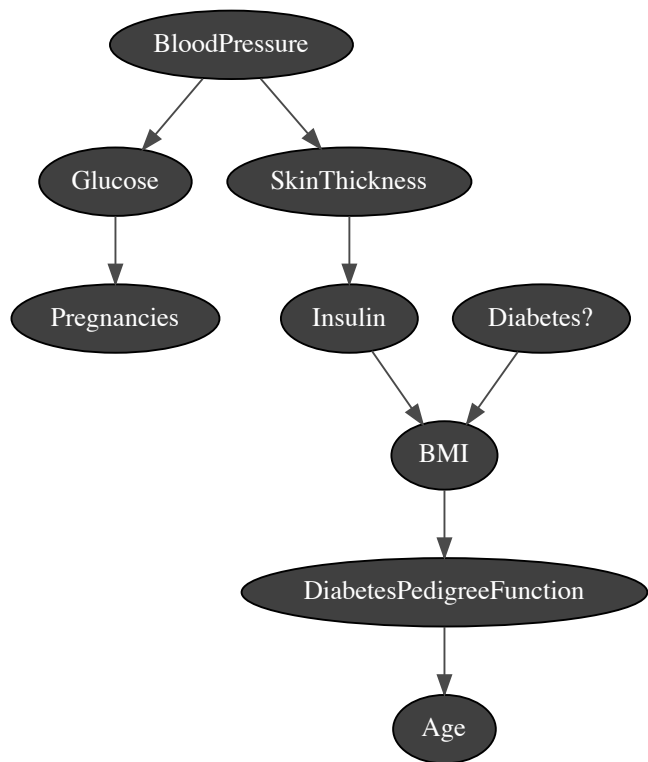 BloodPressure
Glucose
SkinThickness
Pregnancies
Insulin
Diabetes?
BMI
DiabetesPedigreeFunction
Age